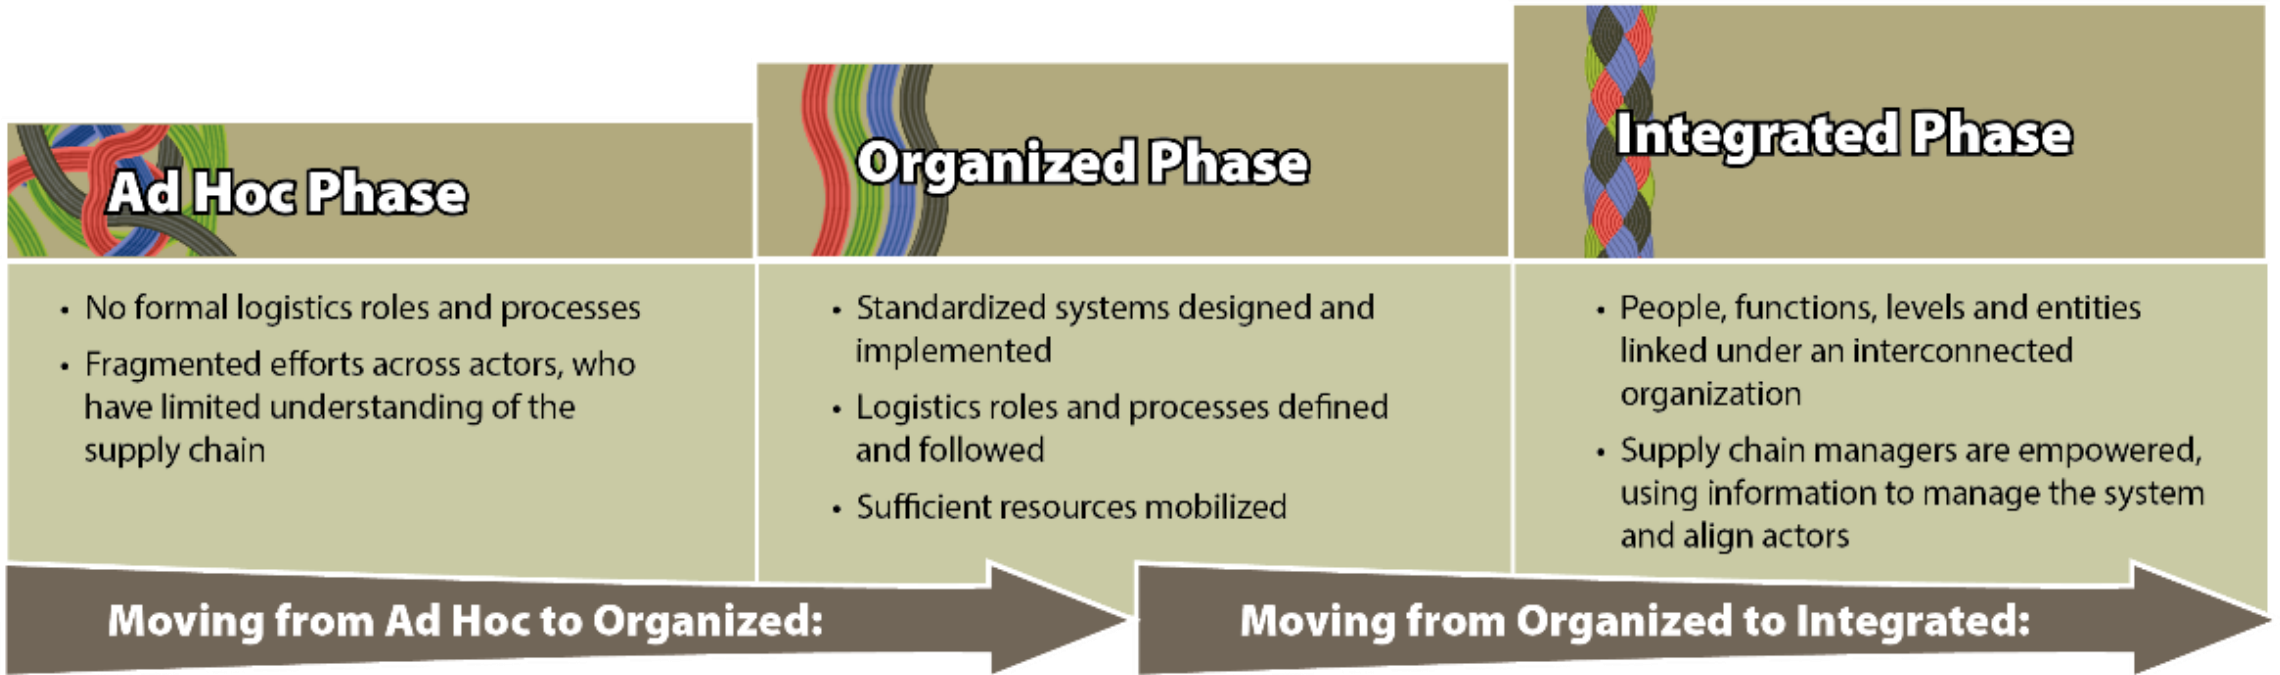 Ad Hoc Phase
• No formal logistics roles and processes
• Fragmented efforts across actors, who
have limited understanding of the
supply chain
Organized Phase
• Standardized systems designed and
implemented
• Logistics roles and processes defined
and followed
• Sufficient resources mobilized
Integrated Phase
• People, functions, levels and entities
linked under an interconnected
organization
• Supply chain managers are empowered,
using information to manage the system
and align actors
Moving from Ad Hoc to Organized:
Moving from Organized to Integrated: